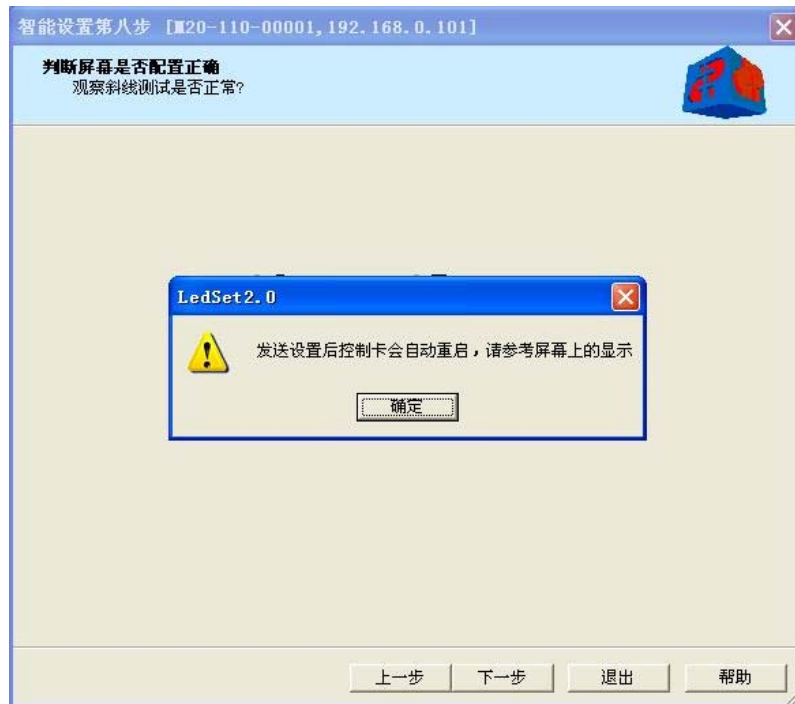 智能设置第八步 [M20-110-00001,192.168.0.101]
判断屏幕是否配置正确
观察斜线测试是否正常?
LedSet2.0
发送设置后控制卡会自动重启，请参考屏幕上的显示
确定
上一步 下一步 退出 帮助